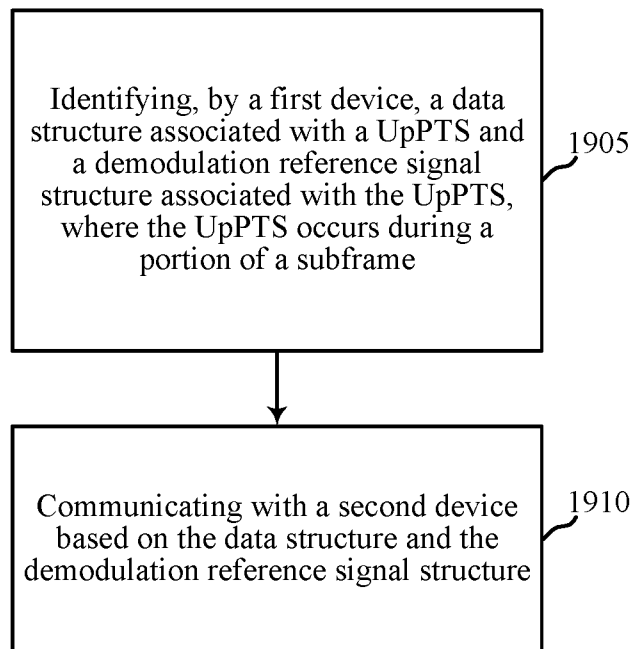 Identifying, by a first device, a data
structure associated with a UpPTS and
a demodulation reference signal
structure associated with the UpPTS,
where the UpPTS occurs during a
portion of a subframe
1905
Communicating with a second device
based on the data structure and the
demodulation reference signal structure
1910